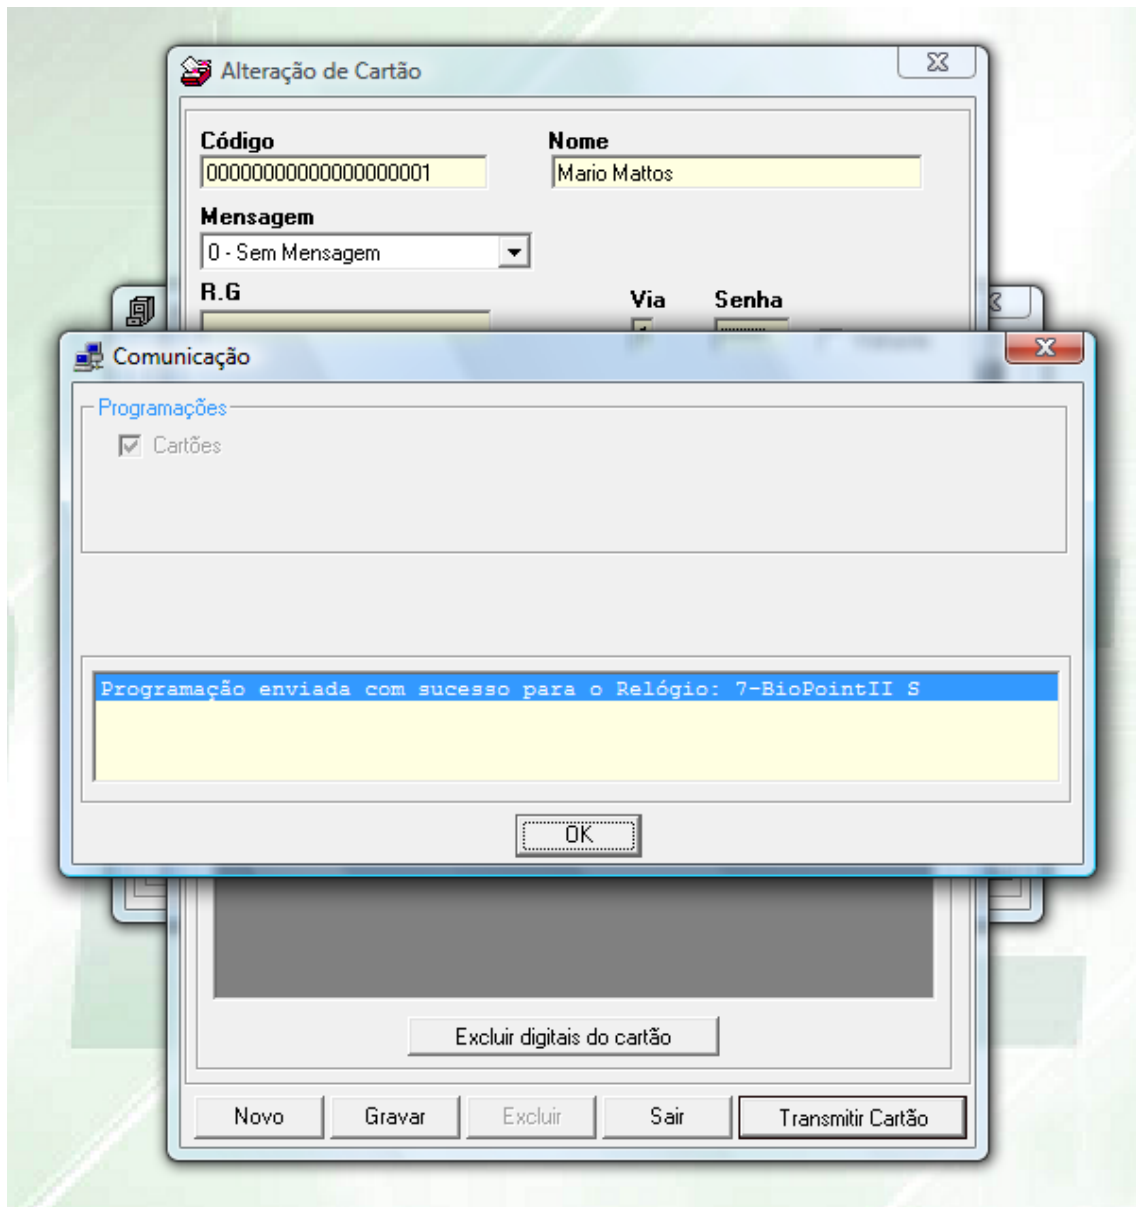 Alteração de Cartão
Código Nome
00000000000000000001 Mario Mattos
Mensagem
0 - Sem Mensagem
R.G Via Senha
Comunicação
Programações
Cartões
Programação enviada com sucesso para o Relógio: 7-BioPointII S
OK
Excluir digitais do cartão
Novo Gravar Excluir Sair Transmitir Cartão